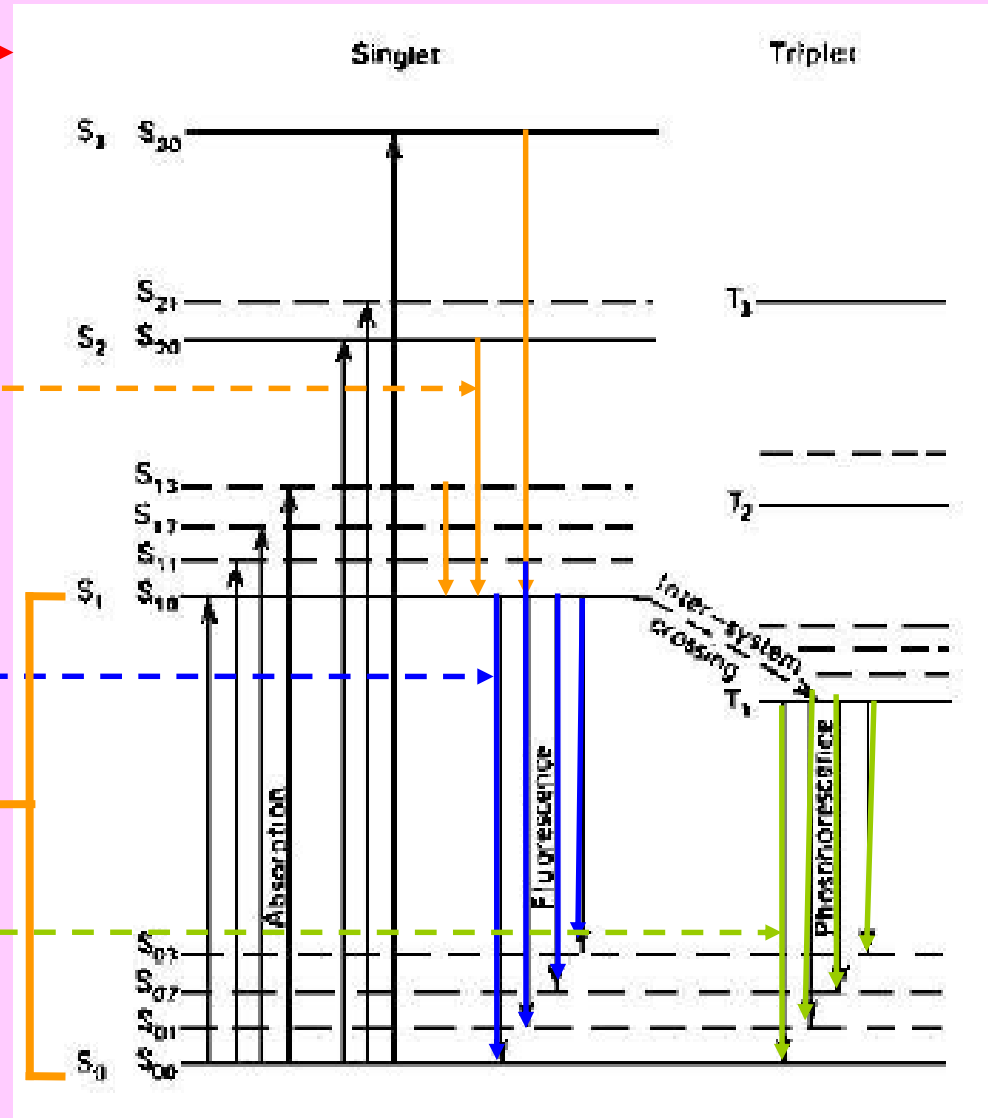 Singlet Triplet
S₃ S₃₀
S₂₁ T₃
S₂ S₂₀
S₁₃
T₂
S₁₂
S₁₁
S₁ S₁₀
Inter-system
crossing
T₁
Absorption
Fluorescence
Phosphorescence
S₀₃
S₀₂
S₀₁
S₀ S₀₀